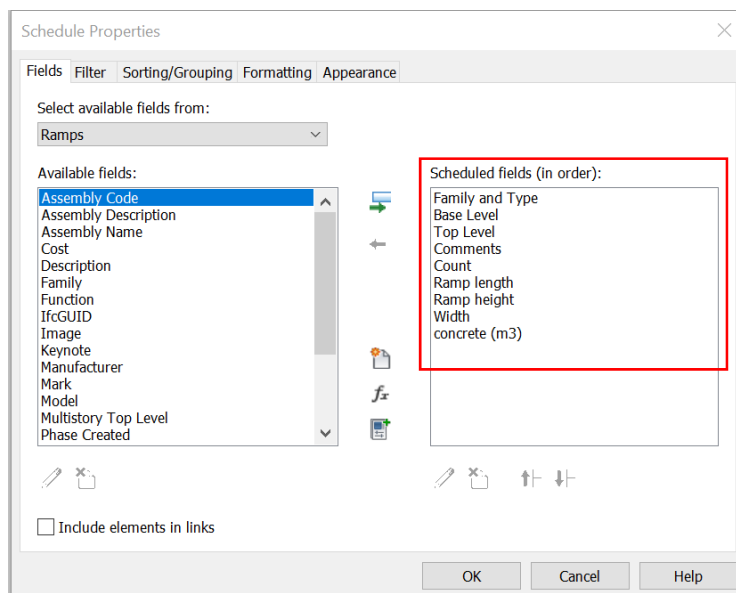 Schedule Properties
Fields Filter Sorting/Grouping Formatting Appearance
Select available fields from:
Ramps
Available fields:
Assembly Code
Assembly Description
Assembly Name
Cost
Description
Family
Function
IfcGUID
Image
Keynote
Manufacturer
Mark
Model
Multistory Top Level
Phase Created
fx
Scheduled fields (in order):
Family and Type
Base Level
Top Level
Comments
Count
Ramp length
Ramp height
Width
concrete (m3)
Include elements in links
OK Cancel Help